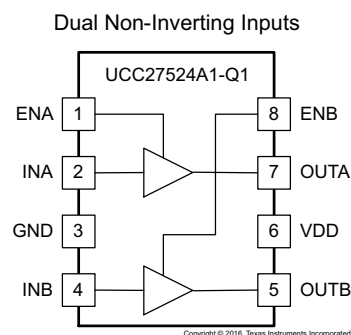 Dual Non-Inverting Inputs
UCC27524A1-Q1
ENA 1 8 ENB
INA 2 7 OUTA
GND 3 6 VDD
INB 4 5 OUTB
Copyright © 2016, Texas Instruments Incorporated